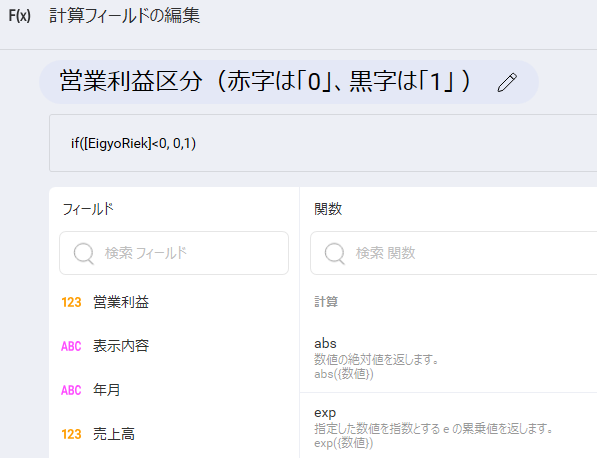 F(x) 計算フィールドの編集
営業利益区分（赤字は「0」、黒字は「1」）
if([EigyoRiek]<0, 0,1)
フィールド
検索 フィールド
123 営業利益
ABC 表示内容
ABC 年月
123 売上高
関数
検索 関数
計算
abs
数値の絶対値を返します。
abs({数値})
exp
指定した数値を指数とする e の累乗値を返します。
exp({数値})